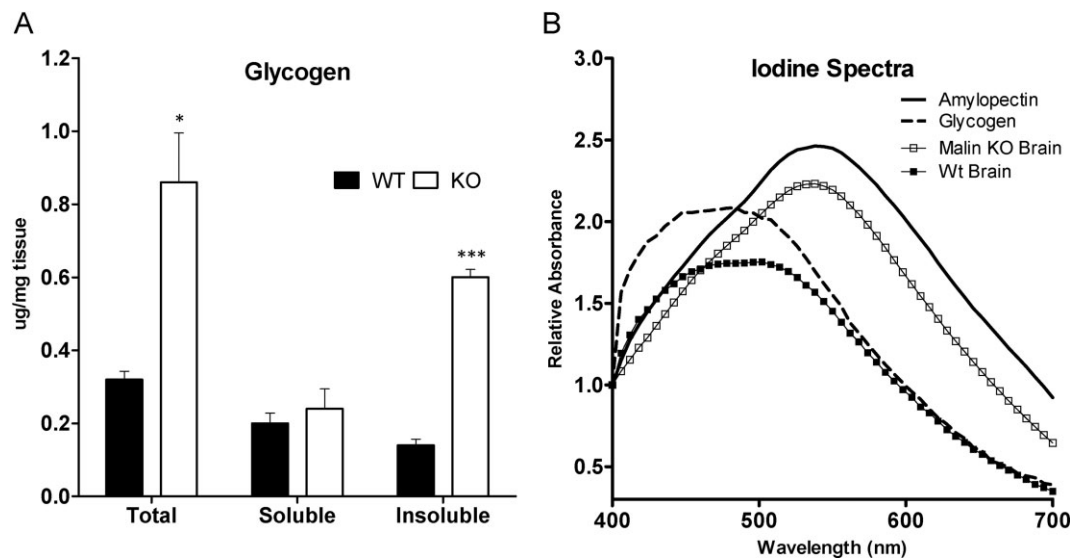 A
Glycogen
ug/mg tissue
1.2
1.0
0.8
0.6
0.4
0.2
0.0
*
***
WT KO
Total Soluble Insoluble
B
Iodine Spectra
Relative Absorbance
3.0
2.5
2.0
1.5
1.0
0.5
Amylopectin
Glycogen
Malin KO Brain
Wt Brain
400 500 600 700
Wavelength (nm)